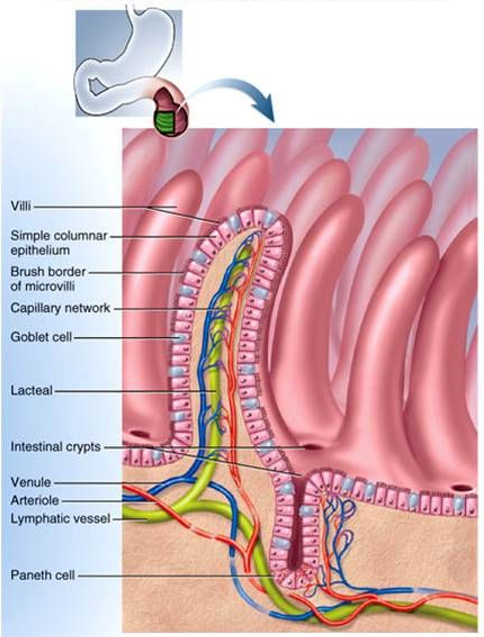 Villi
Simple columnar
epithelium
Brush border
of microvilli
Capillary network
Goblet cell
Lacteal
Intestinal crypts
Venule
Arteriole
Lymphatic vessel
Paneth cell